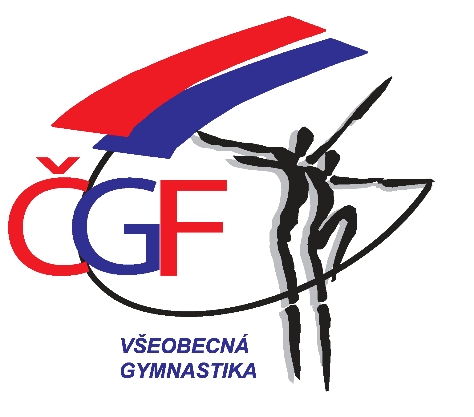 ČGF
VŠEOBECNÁ
GYMNASTIKA